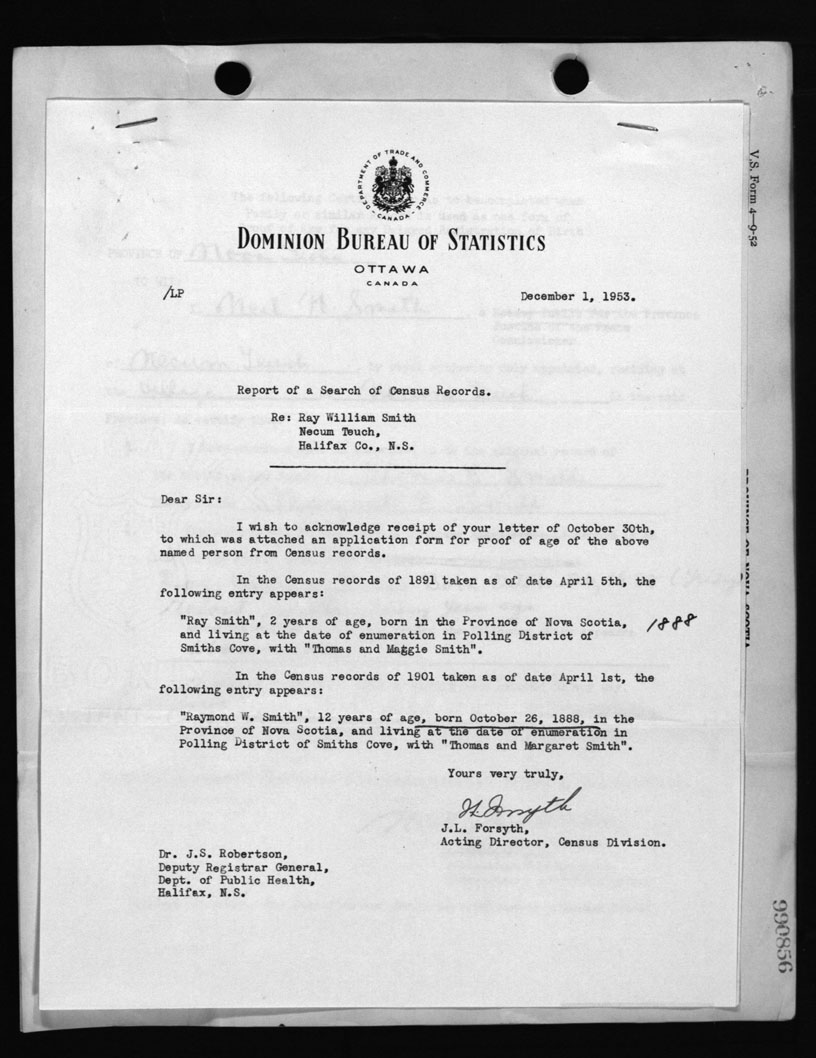 DEPARTMENT OF TRADE AND COMMERCE
CANADA
DOMINION BUREAU OF STATISTICS
OTTAWA
CANADA
/LP
December 1, 1953.
Report of a Search of Census Records.
Re: Ray William Smith
Necum Teuch,
Halifax Co., N.S.
Dear Sir:
I wish to acknowledge receipt of your letter of October 30th,
to which was attached an application form for proof of age of the above
named person from Census records.
In the Census records of 1891 taken as of date April 5th, the
following entry appears:
"Ray Smith", 2 years of age, born in the Province of Nova Scotia,
and living at the date of enumeration in Polling District of
Smiths Cove, with "Thomas and Maggie Smith".
1888
In the Census records of 1901 taken as of date April 1st, the
following entry appears:
"Raymond W. Smith", 12 years of age, born October 26, 1888, in the
Province of Nova Scotia, and living at the date of enumeration in
Polling District of Smiths Cove, with "Thomas and Margaret Smith".
Yours very truly,
J.L. Forsyth
J.L. Forsyth,
Acting Director, Census Division.
Dr. J.S. Robertson,
Deputy Registrar General,
Dept. of Public Health,
Halifax, N.S.
V.S. Form 4—9-52
990856